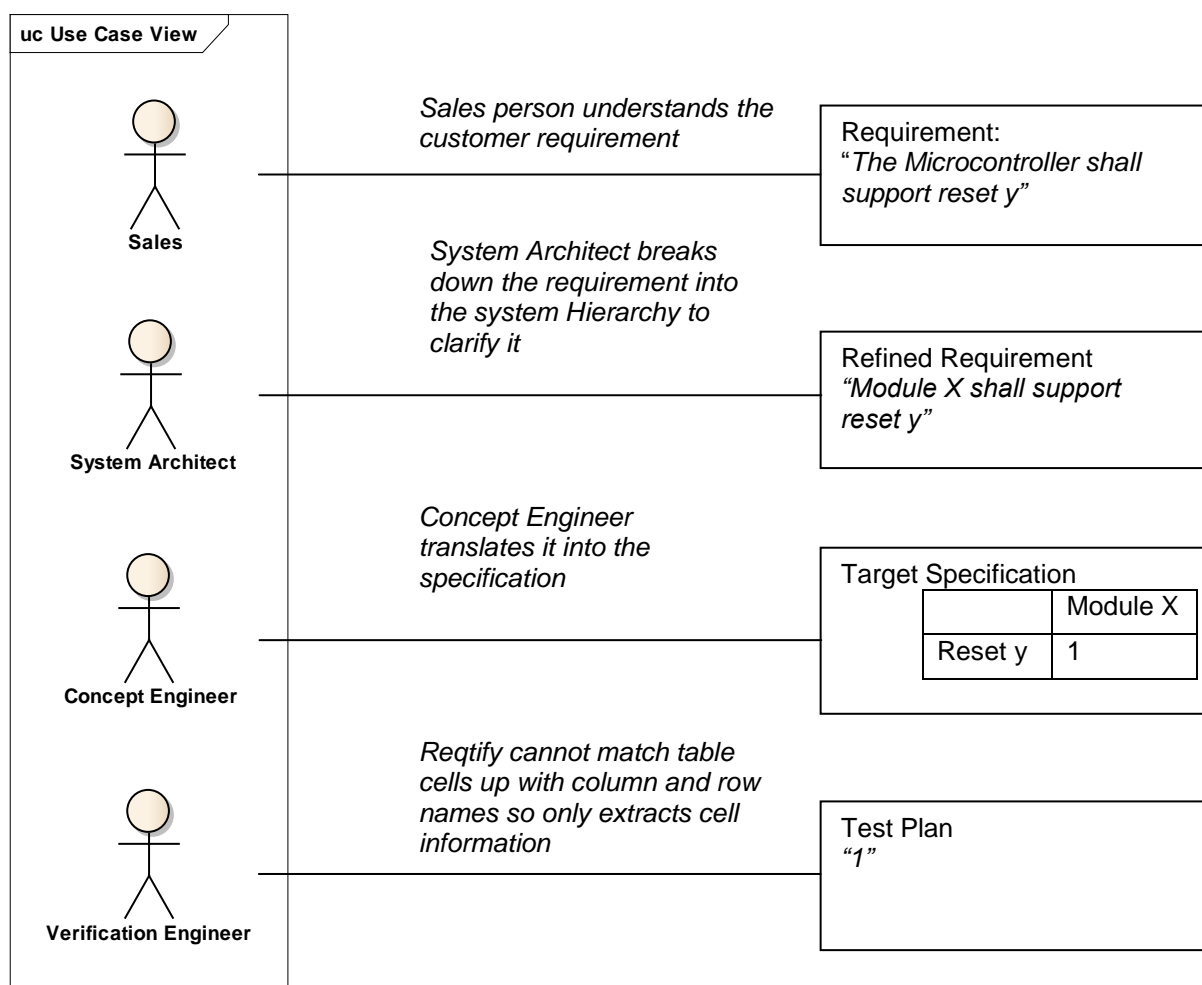 uc Use Case View
Sales person understands the
customer requirement
Requirement:
“The Microcontroller shall
support reset y”
Sales
System Architect breaks
down the requirement into
the system Hierarchy to
clarify it
Refined Requirement
“Module X shall support
reset y”
System Architect
Concept Engineer
translates it into the
specification
Target Specification
Module X
Reset y 1
Concept Engineer
Reqtify cannot match table
cells up with column and row
names so only extracts cell
information
Test Plan
“1”
Verification Engineer